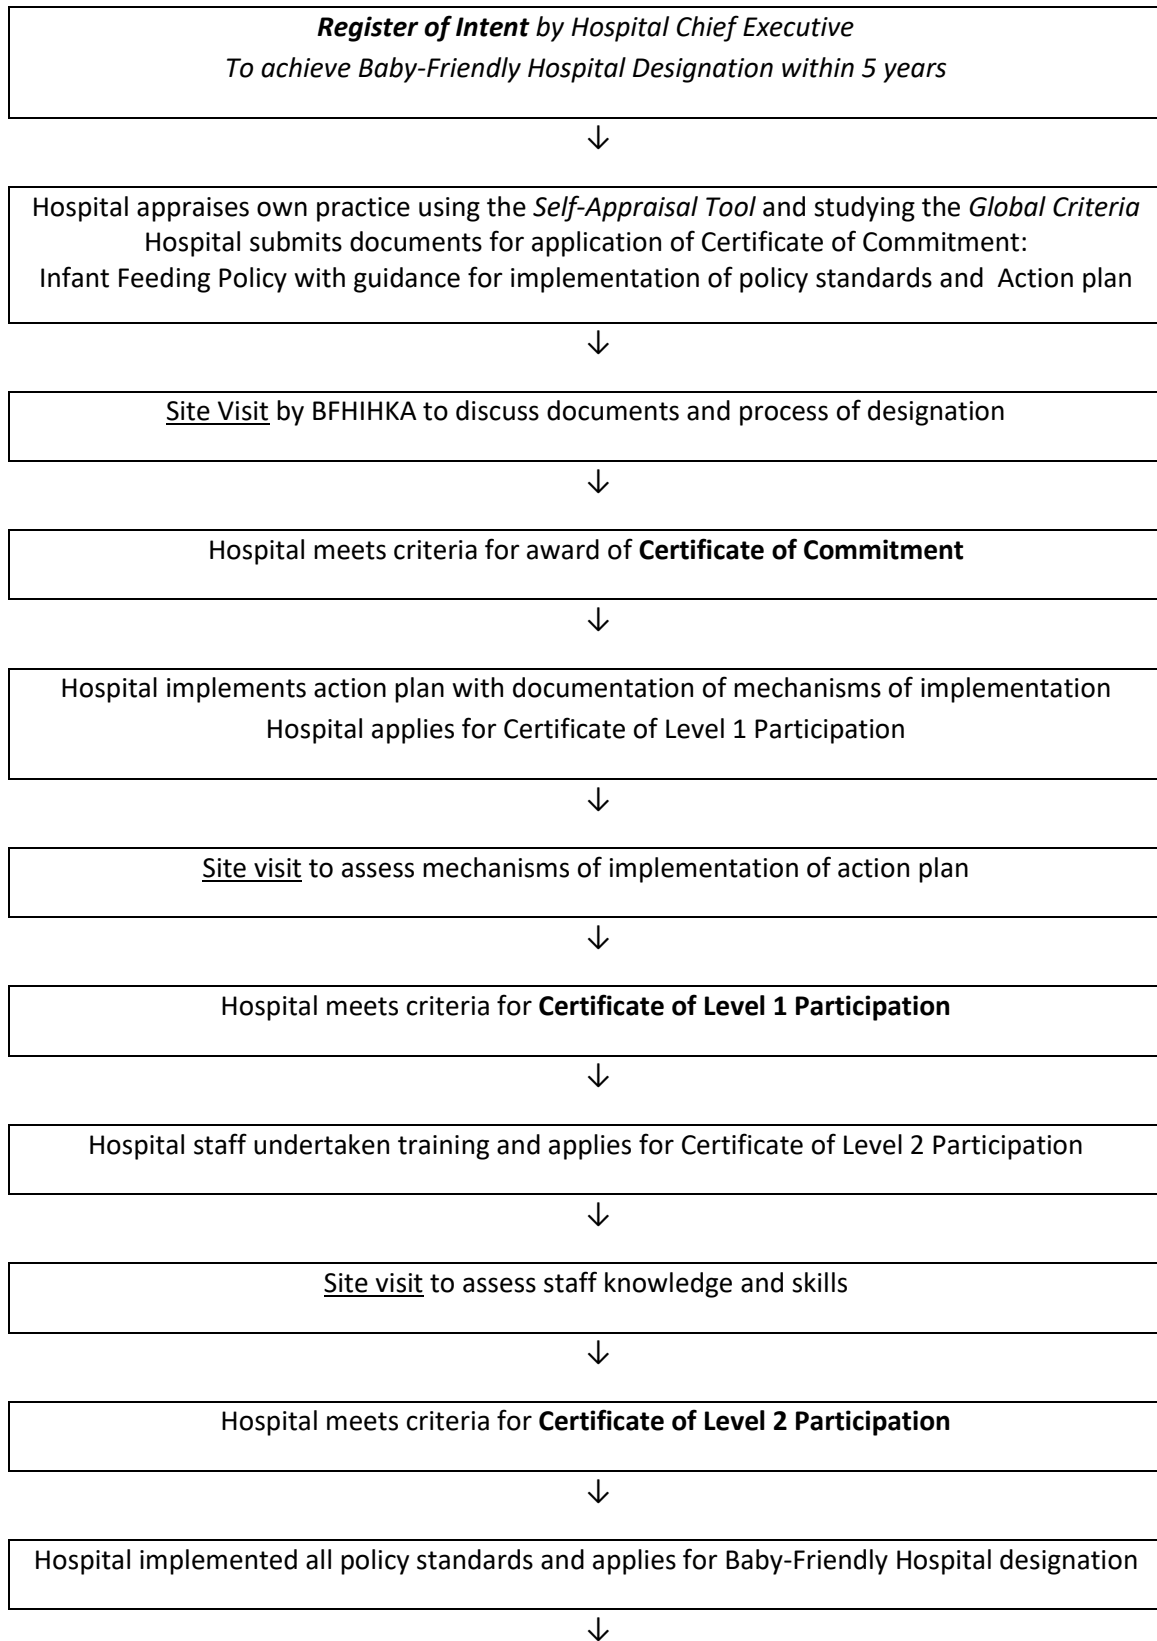 Register of Intent by Hospital Chief Executive
To achieve Baby-Friendly Hospital Designation within 5 years
↓
Hospital appraises own practice using the Self-Appraisal Tool and studying the Global Criteria
Hospital submits documents for application of Certificate of Commitment:
Infant Feeding Policy with guidance for implementation of policy standards and Action plan
↓
Site Visit by BFHIHKA to discuss documents and process of designation
↓
Hospital meets criteria for award of Certificate of Commitment
↓
Hospital implements action plan with documentation of mechanisms of implementation
Hospital applies for Certificate of Level 1 Participation
↓
Site visit to assess mechanisms of implementation of action plan
↓
Hospital meets criteria for Certificate of Level 1 Participation
↓
Hospital staff undertaken training and applies for Certificate of Level 2 Participation
↓
Site visit to assess staff knowledge and skills
↓
Hospital meets criteria for Certificate of Level 2 Participation
↓
Hospital implemented all policy standards and applies for Baby-Friendly Hospital designation
↓